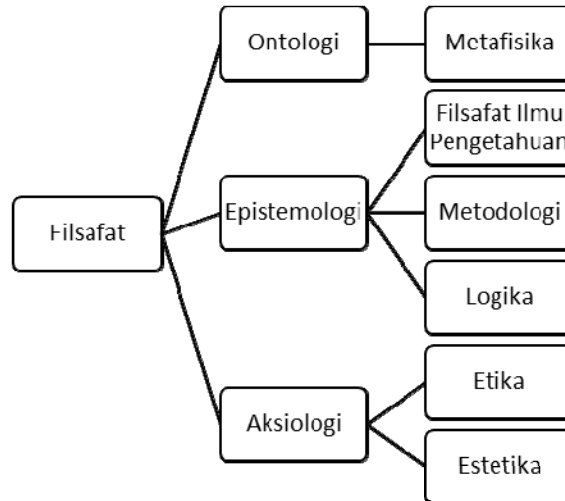 Filsafat
Ontologi
Metafisika
Epistemologi
Filsafat Ilmu
Pengetahuan
Metodologi
Logika
Aksiologi
Etika
Estetika